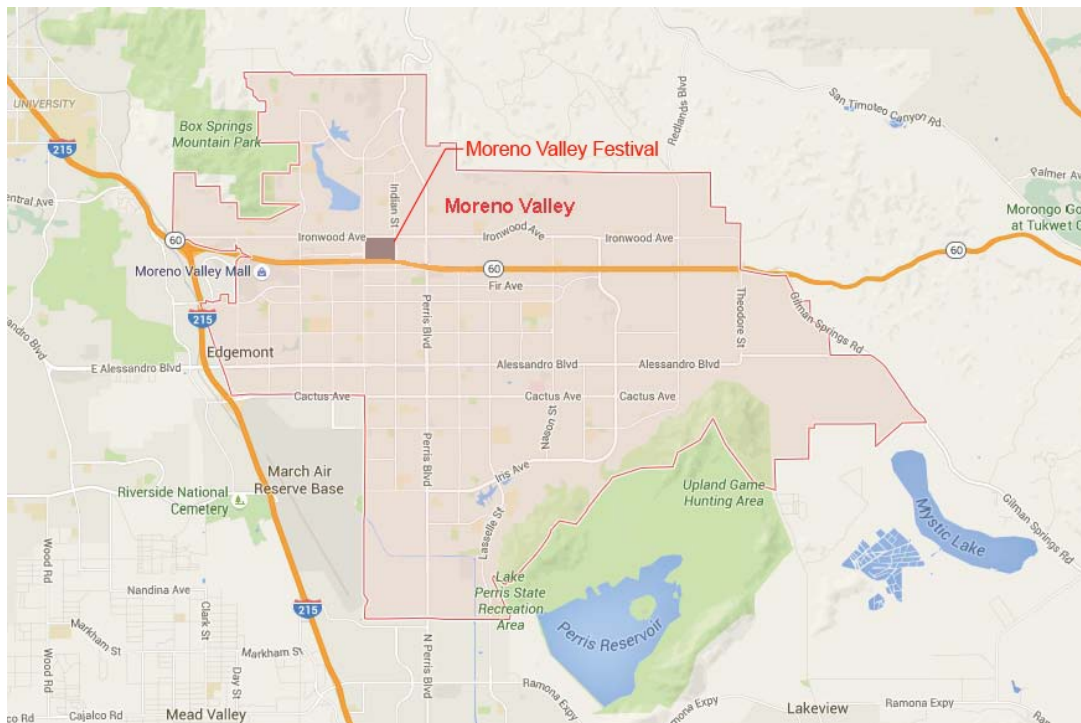 UNIVERSITY
Box Springs
Mountain Park
215
Redlands Blvd
San Timoteo Canyon Rd
Moreno Valley Festival
Indian St
Palmer Av
Central Ave
Moreno Valley
Morongo Go
at Tukwet C
60
Ironwood Ave
Ironwood Ave
Ironwood Ave
60
Moreno Valley Mall
60
Fir Ave
215
Perris Blvd
Theodore St
Gilman Springs Rd
andro Blvd
Edgemont
E Alessandro Blvd
Alessandro Blvd
Alessandro Blvd
Cactus Ave
Cactus Ave
Cactus Ave
Nason St
Perris Blvd
March Air
Reserve Base
Iris Ave
Upland Game
Hunting Area
Riverside National
Cemetery
Lasselle St
Mystic Lake
Gilman Springs Rd
Wood Rd
Wood Rd
Nandina Ave
Lake
Perris State
Recreation
Area
215
Clark St
Perris Reservoir
Markham St
Markham St
Day St
N Perris Blvd
Ramona Expy
Ramona Expy
Ramona Expy
co Rd
Cajalco Rd
Mead Valley
Lakeview